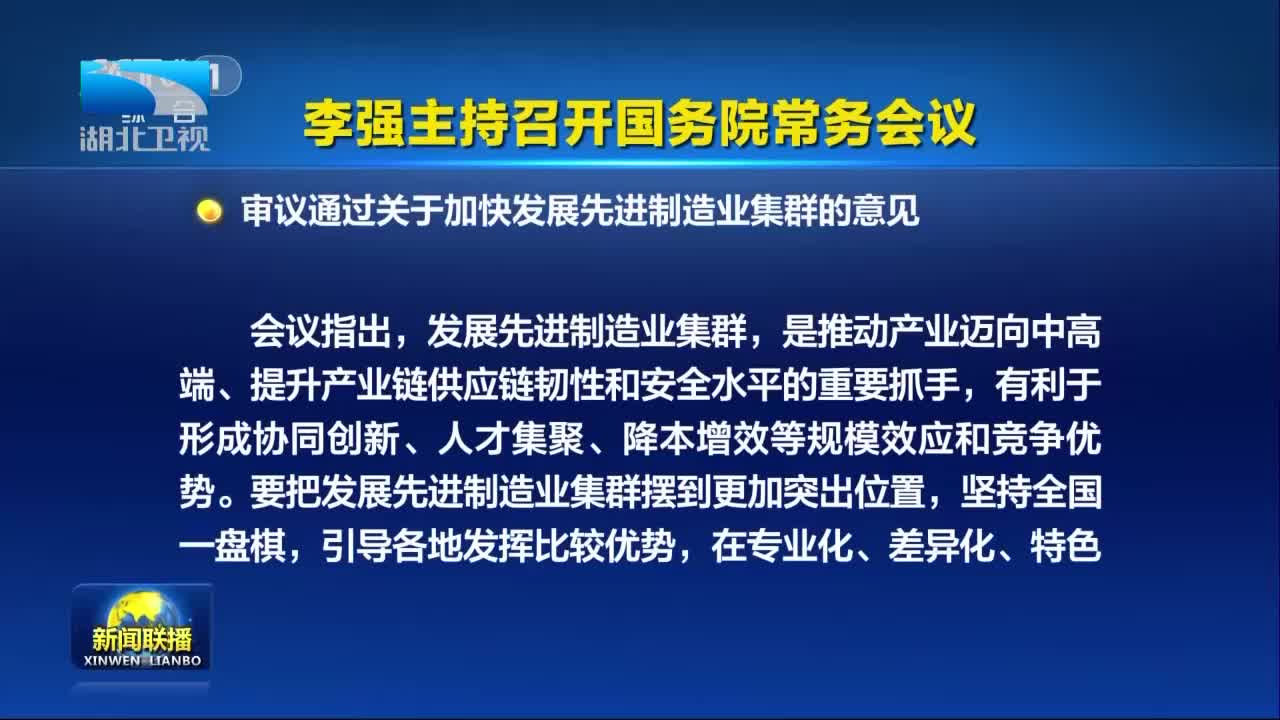 湖北卫视
李强主持召开国务院常务会议
审议通过关于加快发展先进制造业集群的意见
会议指出，发展先进制造业集群，是推动产业迈向中高
端、提升产业链供应链韧性和安全水平的重要抓手，有利于
形成协同创新、人才集聚、降本增效等规模效应和竞争优
势。要把发展先进制造业集群摆到更加突出位置，坚持全国
一盘棋，引导各地发挥比较优势，在专业化、差异化、特色
新闻联播
XINWEN LIANBO